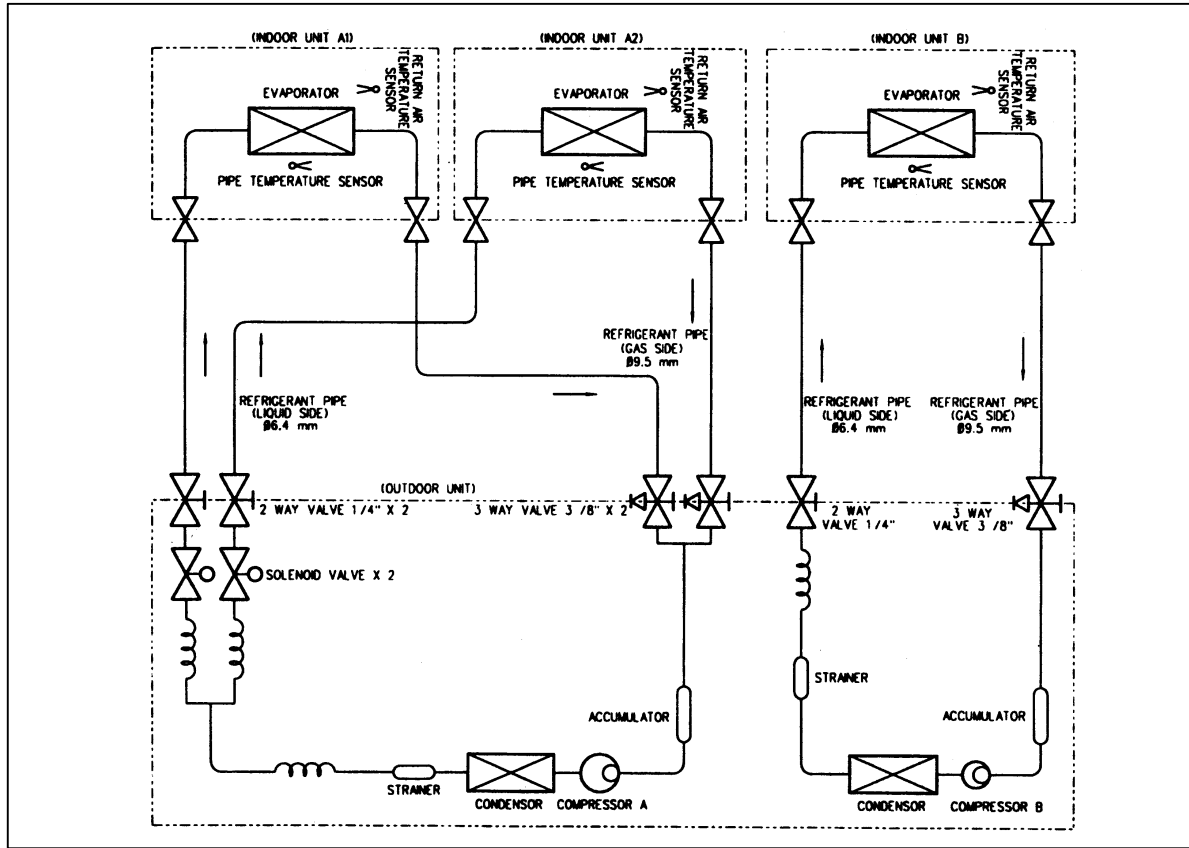 (INDOOR UNIT A1)
(INDOOR UNIT A2)
(INDOOR UNIT B)
RETURN AIR
TEMPERATURE
SENSOR
RETURN AIR
TEMPERATURE
SENSOR
RETURN AIR
TEMPERATURE
SENSOR
EVAPORATOR
EVAPORATOR
EVAPORATOR
PIPE TEMPERATURE SENSOR
PIPE TEMPERATURE SENSOR
PIPE TEMPERATURE SENSOR
REFRIGERANT PIPE
(GAS SIDE)
Ø9.5 mm
REFRIGERANT PIPE
(LIQUID SIDE)
Ø6.4 mm
REFRIGERANT PIPE
(LIQUID SIDE)
Ø6.4 mm
REFRIGERANT PIPE
(GAS SIDE)
Ø9.5 mm
(OUTDOOR UNIT)
2 WAY VALVE 1/4" X 2
3 WAY VALVE 3/8" X 2
2 WAY
VALVE 1/4"
3 WAY
VALVE 3/8"
SOLENOID VALVE X 2
STRAINER
ACCUMULATOR
ACCUMULATOR
STRAINER
CONDENSOR
COMPRESSOR A
CONDENSOR
COMPRESSOR B